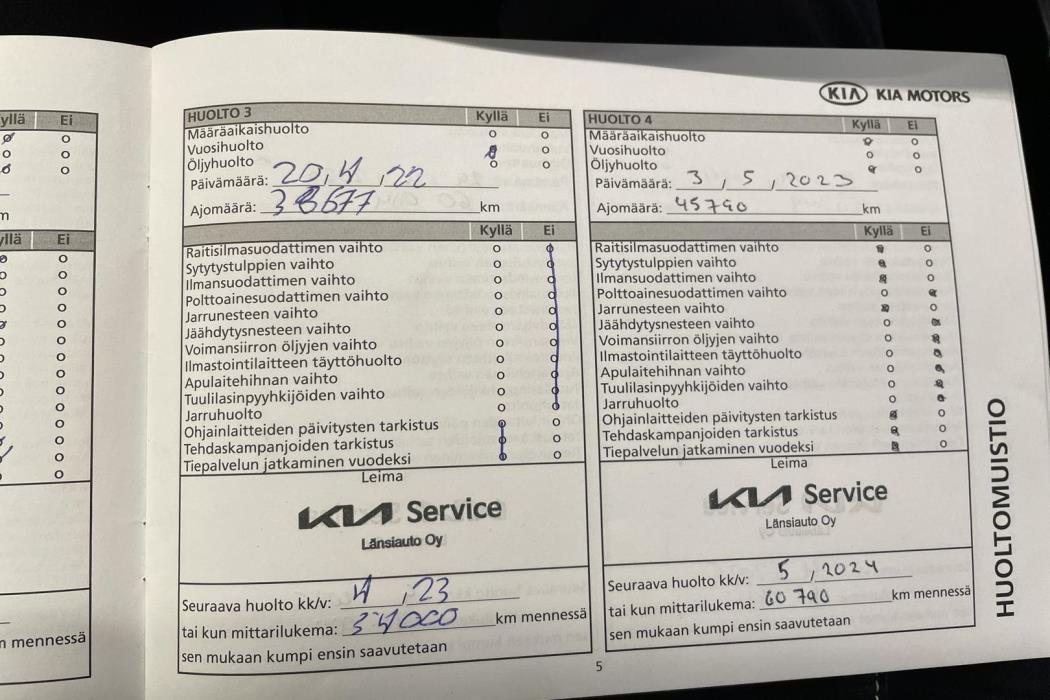 yllä Ei
m
yllä Ei
n mennessä
HUOLTO 3 Kyllä Ei
Määräaikaishuolto
Vuosihuolto
Öljyhuolto
Päivämäärä: 20,4,22
Ajomäärä: km
Kyllä Ei
Raitisilmasuodattimen vaihto
Sytytystulppien vaihto
Ilmansuodattimen vaihto
Polttoainesuodattimen vaihto
Jarrunesteen vaihto
Jäähdytysnesteen vaihto
Voimansiirron öljyjen vaihto
Ilmastointilaitteen täyttöhuolto
Apulaitehihnan vaihto
Tuulilasinpyyhkijöiden vaihto
Jarruhuolto
Ohjainlaitteiden päivitysten tarkistus
Tehdaskampanjoiden tarkistus
Tiepalvelun jatkaminen vuodeksi
Leima
KIA Service
Länsiauto Oy
Seuraava huolto kk/v: 4,23
tai kun mittarilukema: 34000 km mennessä
sen mukaan kumpi ensin saavutetaan
KIA KIA MOTORS
HUOLTO 4 Kyllä Ei
Määräaikaishuolto
Vuosihuolto
Öljyhuolto
Päivämäärä: 3,5,2023
Ajomäärä: 45790 km
Kyllä Ei
Raitisilmasuodattimen vaihto
Sytytystulppien vaihto
Ilmansuodattimen vaihto
Polttoainesuodattimen vaihto
Jarrunesteen vaihto
Jäähdytysnesteen vaihto
Voimansiirron öljyjen vaihto
Ilmastointilaitteen täyttöhuolto
Apulaitehihnan vaihto
Tuulilasinpyyhkijöiden vaihto
Jarruhuolto
Ohjainlaitteiden päivitysten tarkistus
Tehdaskampanjoiden tarkistus
Tiepalvelun jatkaminen vuodeksi
Leima
KIA Service
Länsiauto Oy
Seuraava huolto kk/v: 5,2024
tai kun mittarilukema: 60790 km mennessä
sen mukaan kumpi ensin saavutetaan
5
HUOLTOMUISTIO